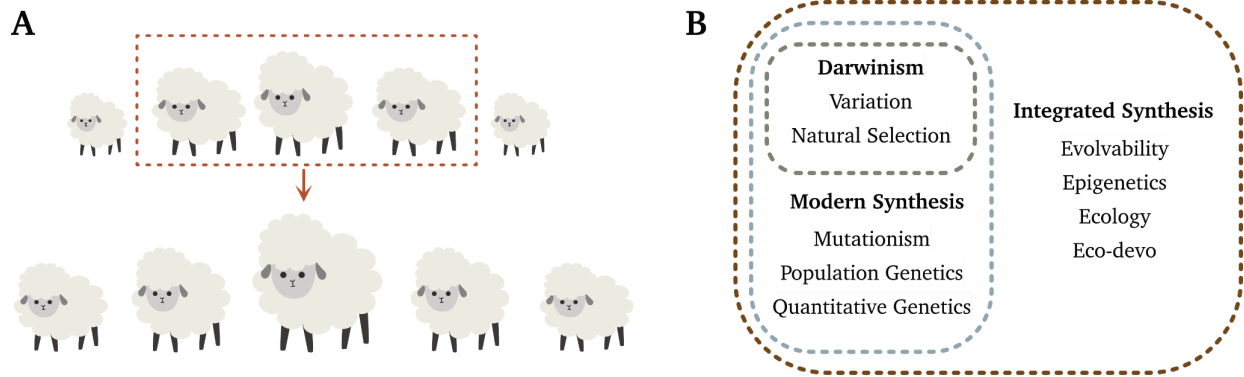 A
B
Darwinism
Variation
Natural Selection
Modern Synthesis
Mutationism
Population Genetics
Quantitative Genetics
Integrated Synthesis
Evolvability
Epigenetics
Ecology
Eco-devo